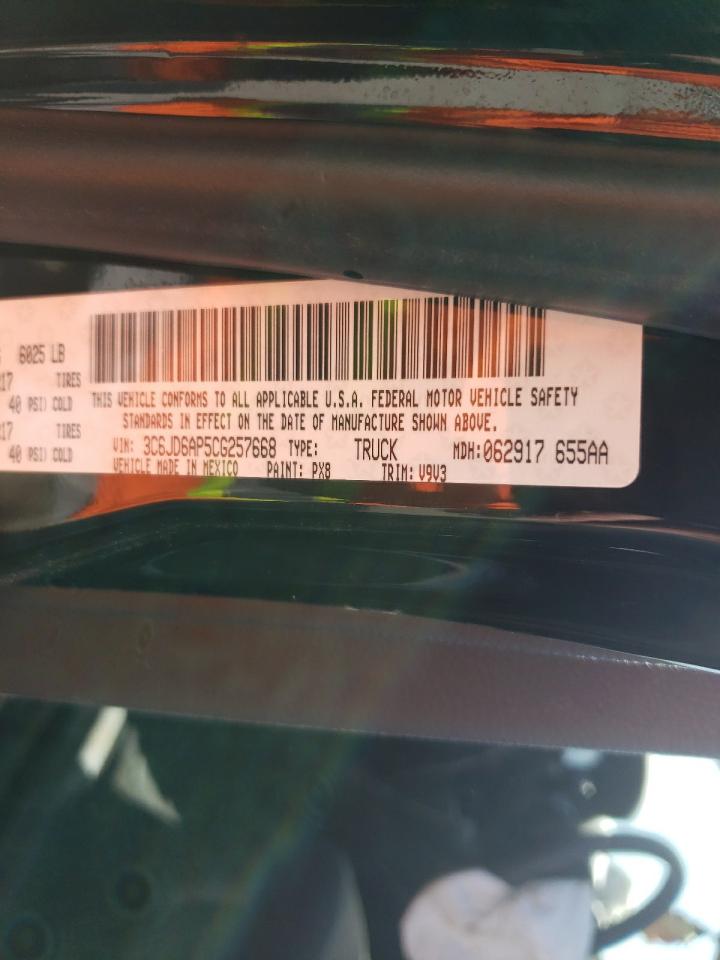 6025 LB
17 TIRES
40 PSI) COLD
17 TIRES
40 PSI) COLD
THIS VEHICLE CONFORMS TO ALL APPLICABLE U.S.A. FEDERAL MOTOR VEHICLE SAFETY
STANDARDS IN EFFECT ON THE DATE OF MANUFACTURE SHOWN ABOVE.
VIN: 3C6JD6AP5CG257668 TYPE: TRUCK MDH:062917 655AA
VEHICLE MADE IN MEXICO PAINT: PX8 TRIM: V9V3